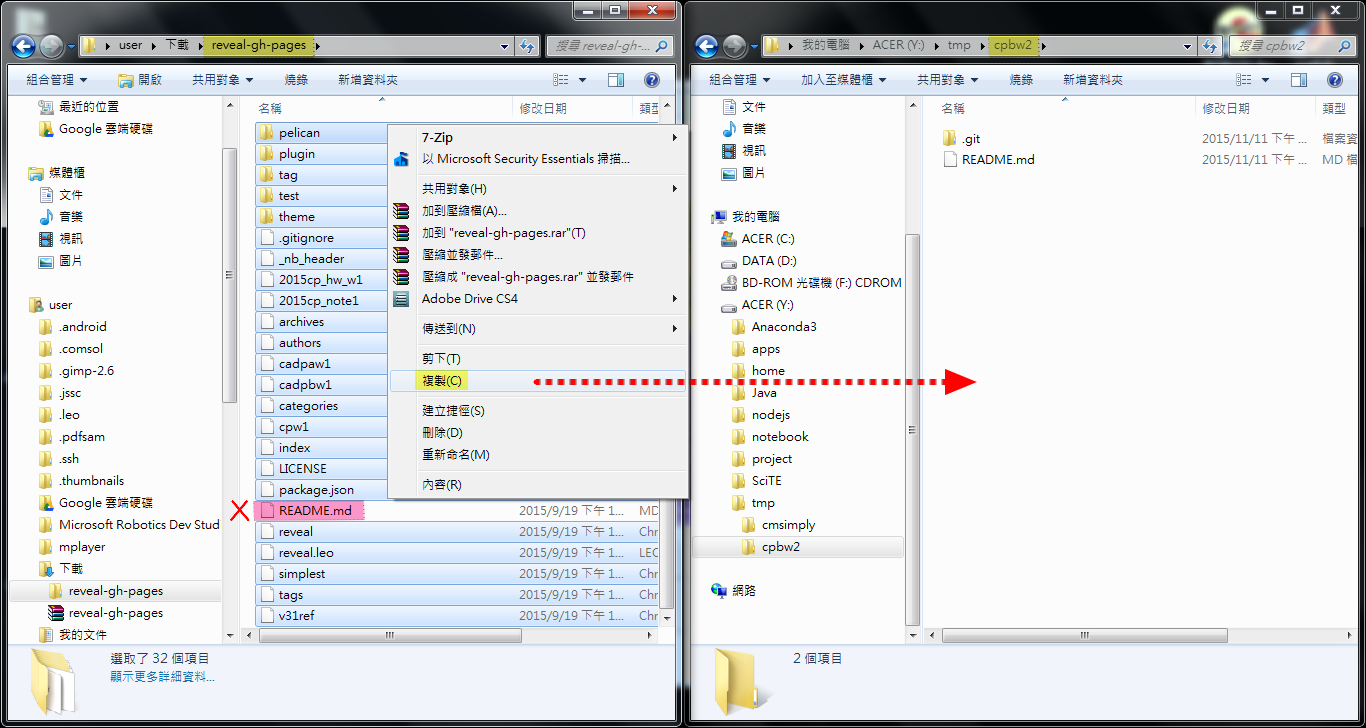 user ▸ 下載 ▸ reveal-gh-pages ▸
搜尋 reveal-gh-...
組合管理 ▼
開啟
共用對象 ▼
燒錄
新增資料夾
最近的位置
Google 雲端硬碟
媒體櫃
文件
音樂
視訊
圖片
user
.android
.comsol
.gimp-2.6
.jssc
.leo
.pdfsam
.ssh
.thumbnails
Google 雲端硬碟
Microsoft Robotics Dev Stud
mplayer
下載
reveal-gh-pages
reveal-gh-pages
我的文件
名稱
修改日期
類型
pelican
plugin
tag
test
theme
.gitignore
_nb_header
2015cp_hw_w1
2015cp_note1
archives
authors
cadpaw1
cadpbw1
categories
cpw1
index
LICENSE
package.json
README.md 2015/9/19 下午 1... MD
reveal 2015/9/19 下午 1... Chr
reveal.leo 2015/9/19 下午 1... LEC
simplest 2015/9/19 下午 1... Chr
tags 2015/9/19 下午 1... Chr
v31ref 2015/9/19 下午 1... Chr
選取了 32 個項目
顯示更多詳細資料...
7-Zip
以 Microsoft Security Essentials 掃描...
共用對象(H)
加到壓縮檔(A)...
加到 "reveal-gh-pages.rar"(T)
壓縮並發郵件...
壓縮成 "reveal-gh-pages.rar" 並發郵件
Adobe Drive CS4
傳送到(N)
剪下(T)
複製(C)
建立捷徑(S)
刪除(D)
重新命名(M)
內容(R)
我的電腦 ▸ ACER (Y:) ▸ tmp ▸ cpbw2 ▸
搜尋 cpbw2
組合管理 ▼
加入至媒體櫃 ▼
共用對象 ▼
燒錄
新增資料夾
文件
音樂
視訊
圖片
我的電腦
ACER (C:)
DATA (D:)
BD-ROM 光碟機 (F:) CDROM
ACER (Y:)
Anaconda3
apps
home
Java
nodejs
notebook
project
SciTE
tmp
cmsimply
cpbw2
網路
名稱
修改日期
類型
.git 2015/11/11 下午 ... 檔案資
README.md 2015/11/11 下午 ... MD 檔
2 個項目